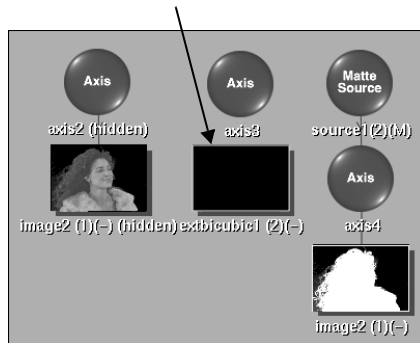 Axis
Axis
Matte
Source
axis2 (hidden)
axis3
source1(2)(M)
Axis
image2 (1)(–) (hidden)
extbicubic1 (2)(–)
axis4
image2 (1)(–)